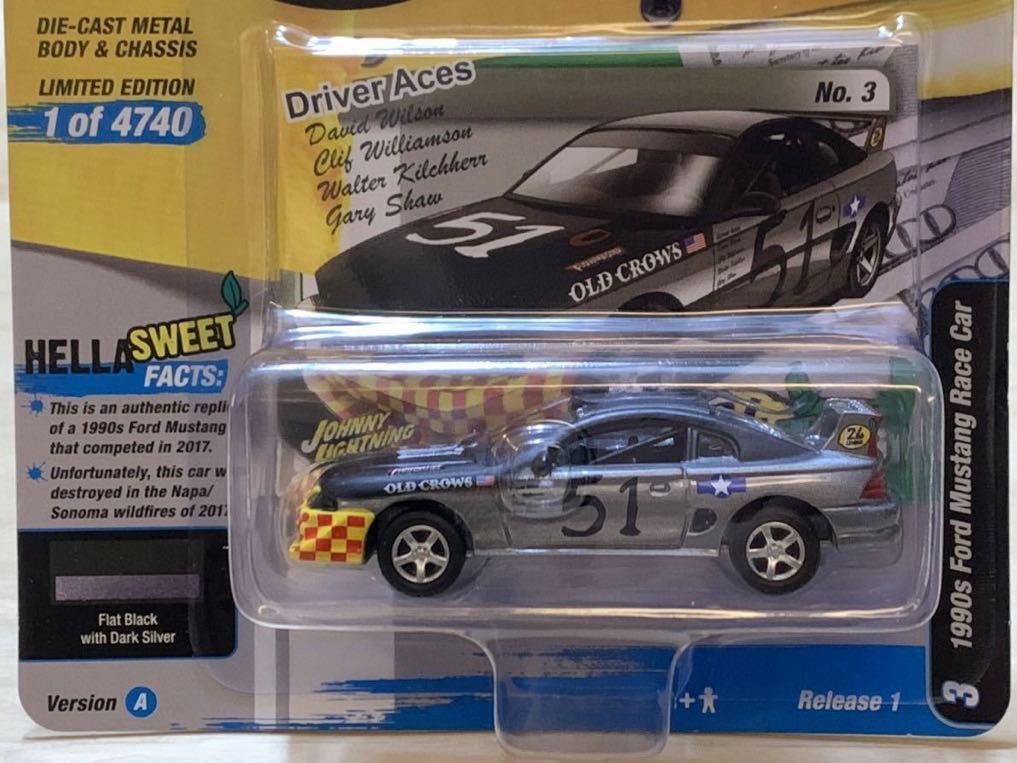 DIE-CAST METAL
BODY & CHASSIS
LIMITED EDITION
1 of 4740
Driver Aces
David Wilson
Clif Williamson
Walter Kilchherr
Gary Shaw
No. 3
51
OLD CROWS
51
HELLA SWEET
FACTS:
This is an authentic repli
of a 1990s Ford Mustang
that competed in 2017.
Unfortunately, this car w
destroyed in the Napa/
Sonoma wildfires of 201
JOHNNY
LIGHTNING
OLD CROWS
51
24
Flat Black
with Dark Silver
Version A
+
Release 1
3 1990s Ford Mustang Race Car